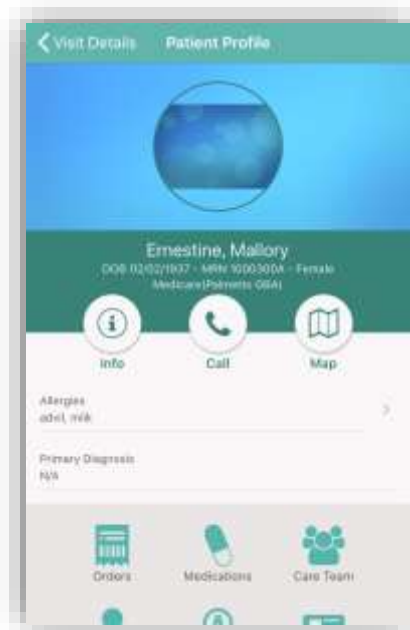 Visit Details Patient Profile
Ernestine, Mallory
DOB 02/02/1937 - MRN 1000300A - Female
Medicare(Palmetto GBA)
Info Call Map
Allergies
advil, milk
Primary Diagnosis
N/A
Orders Medications Care Team